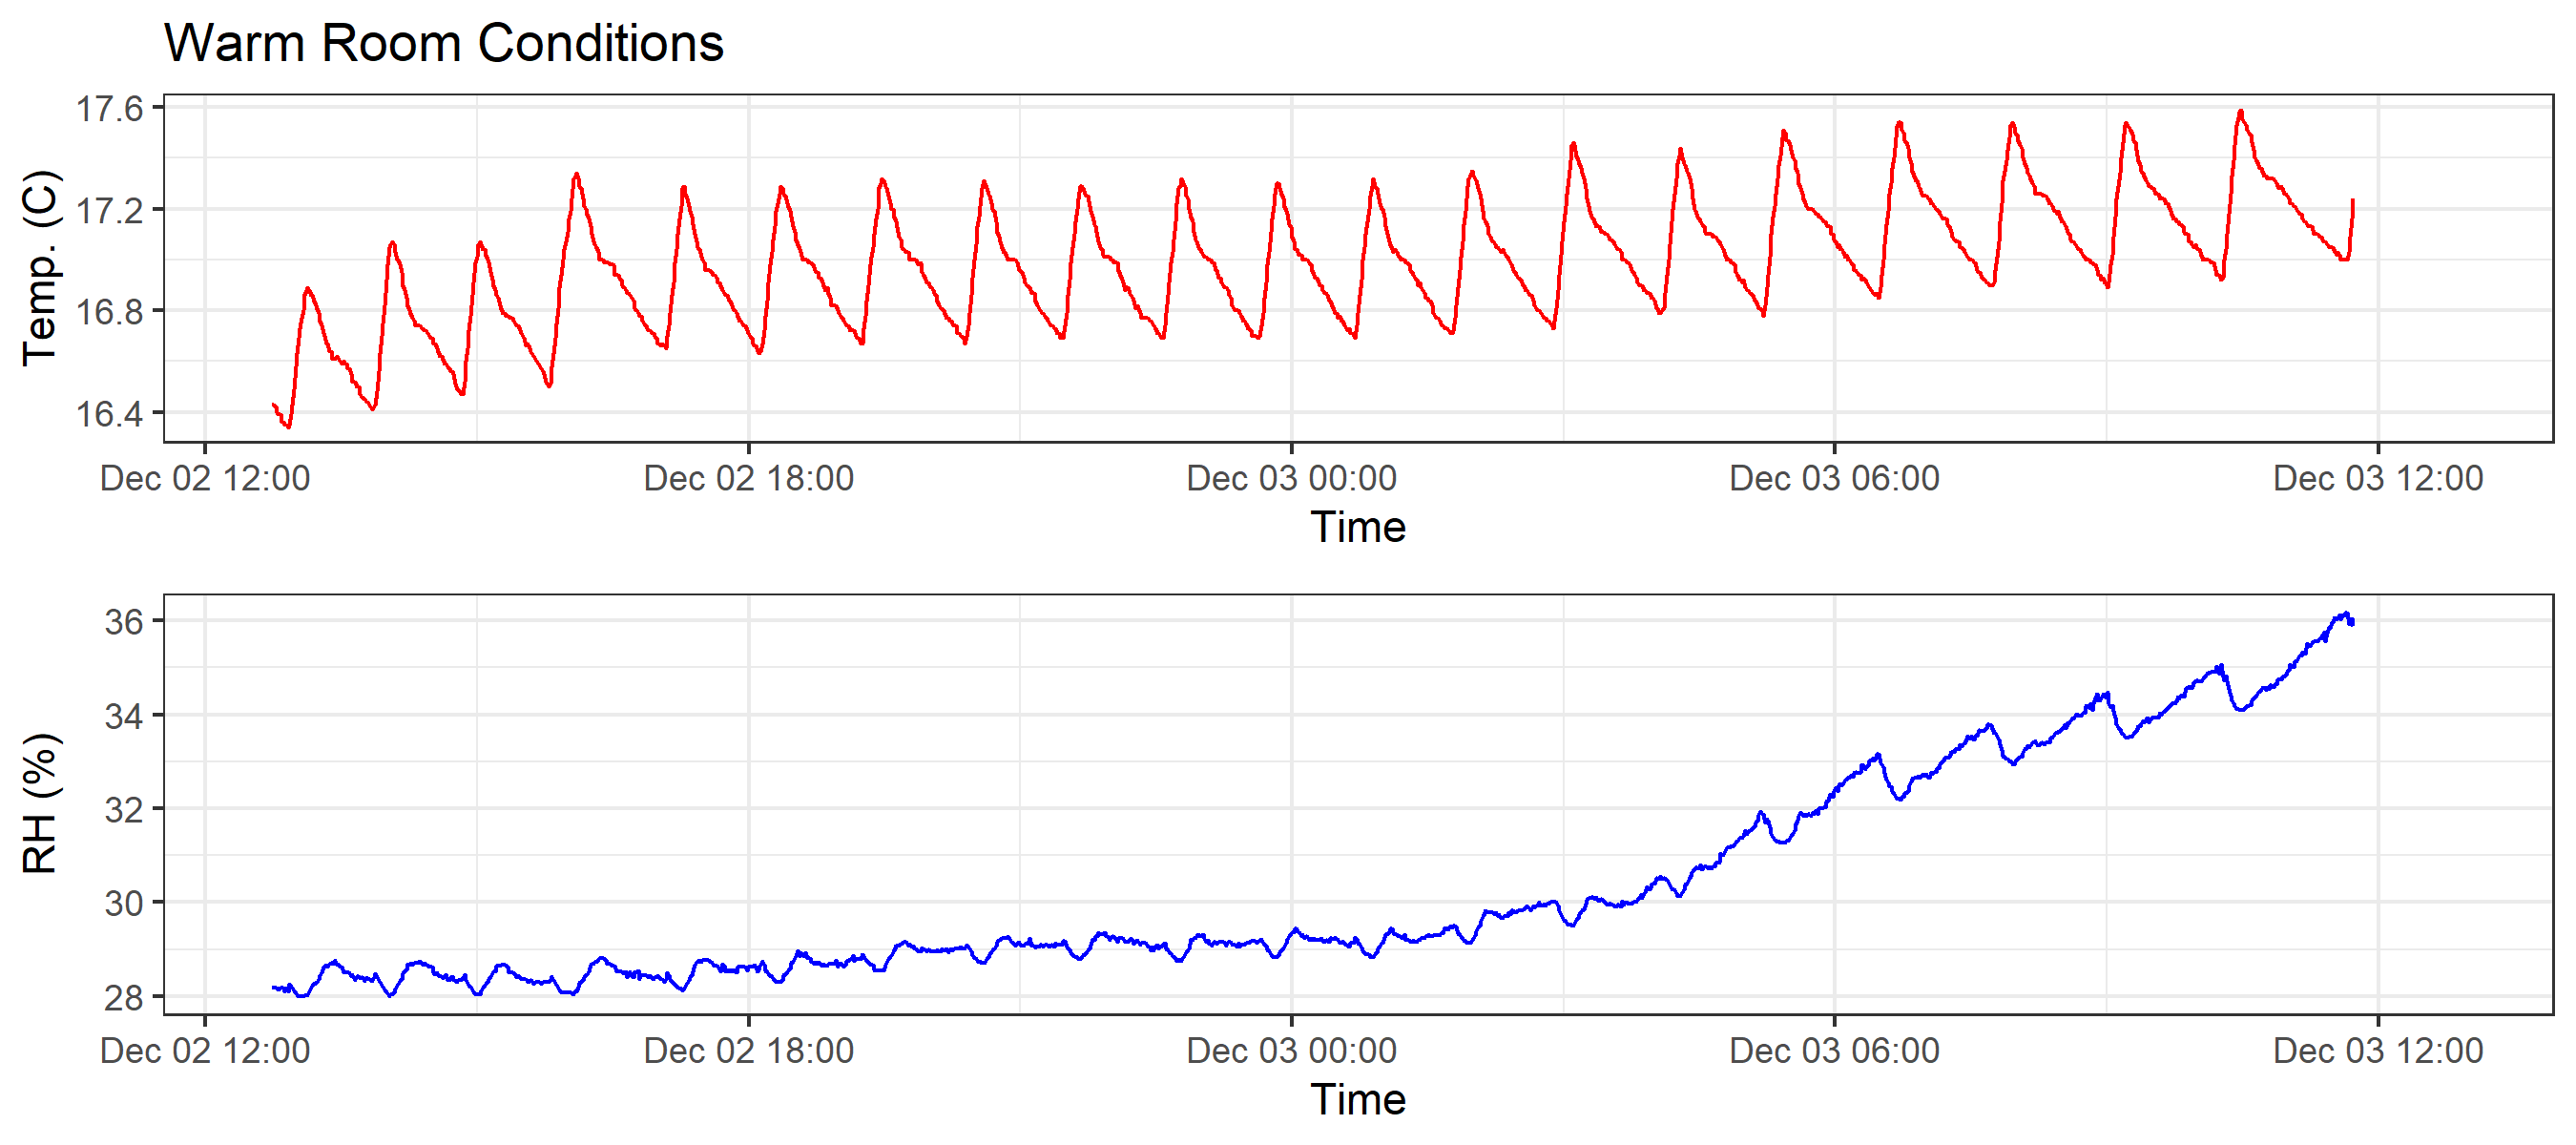 Warm Room Conditions
Temp. (C)
17.6
17.2
16.8
16.4
Dec 02 12:00 Dec 02 18:00 Dec 03 00:00 Dec 03 06:00 Dec 03 12:00
Time
RH (%)
36
34
32
30
28
Dec 02 12:00 Dec 02 18:00 Dec 03 00:00 Dec 03 06:00 Dec 03 12:00
Time